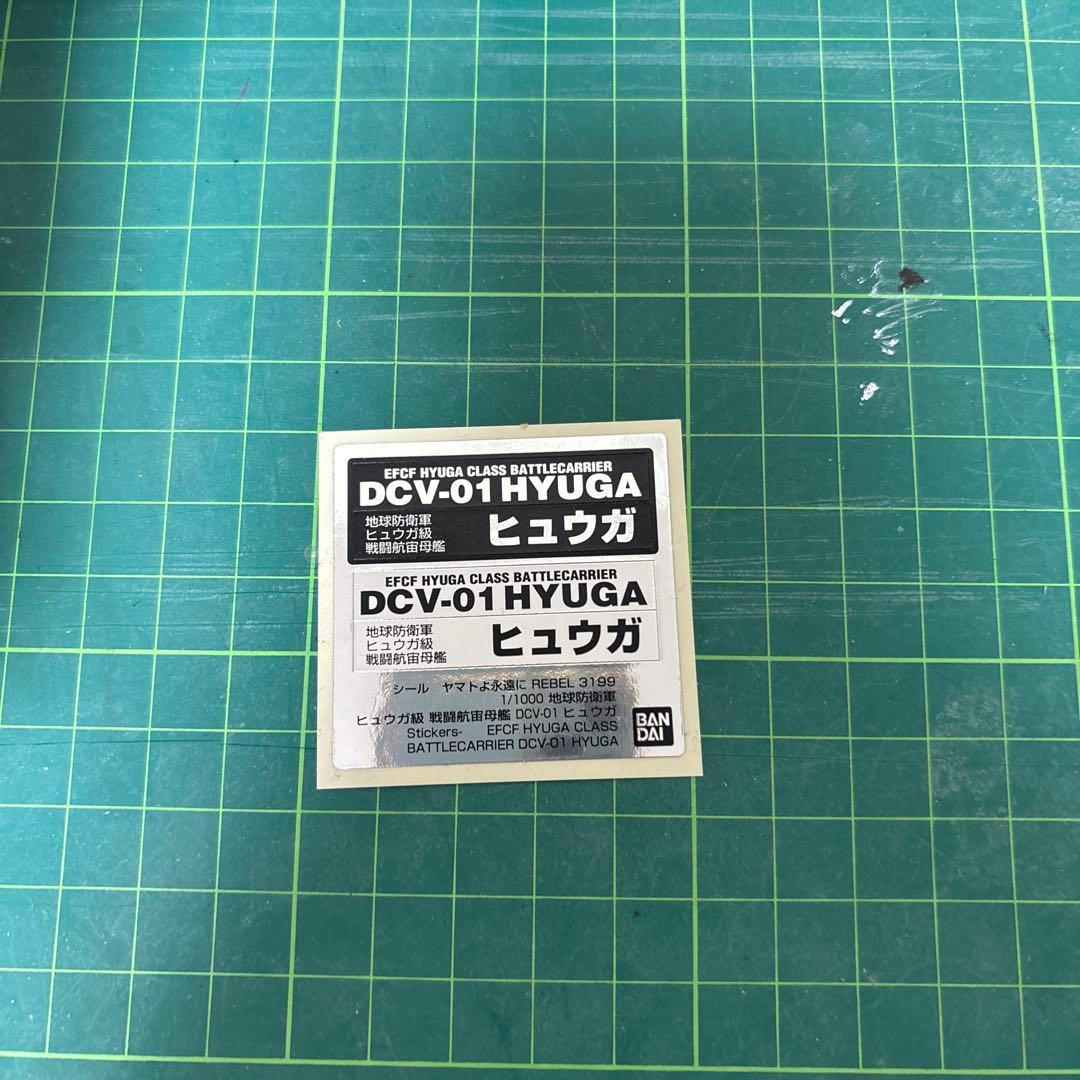 EFCF HYUGA CLASS BATTLECARRIER
DCV-01 HYUGA
地球防衛軍
ヒュウガ級
戦闘航宙母艦
ヒュウガ
EFCF HYUGA CLASS BATTLECARRIER
DCV-01 HYUGA
地球防衛軍
ヒュウガ級
戦闘航宙母艦
ヒュウガ
シール ヤマトよ永遠に REBEL 3199
1/1000 地球防衛軍
ヒュウガ級 戦闘航宙母艦 DCV-01 ヒュウガ
Stickers- EFCF HYUGA CLASS
BATTLECARRIER DCV-01 HYUGA
BAN
DAI